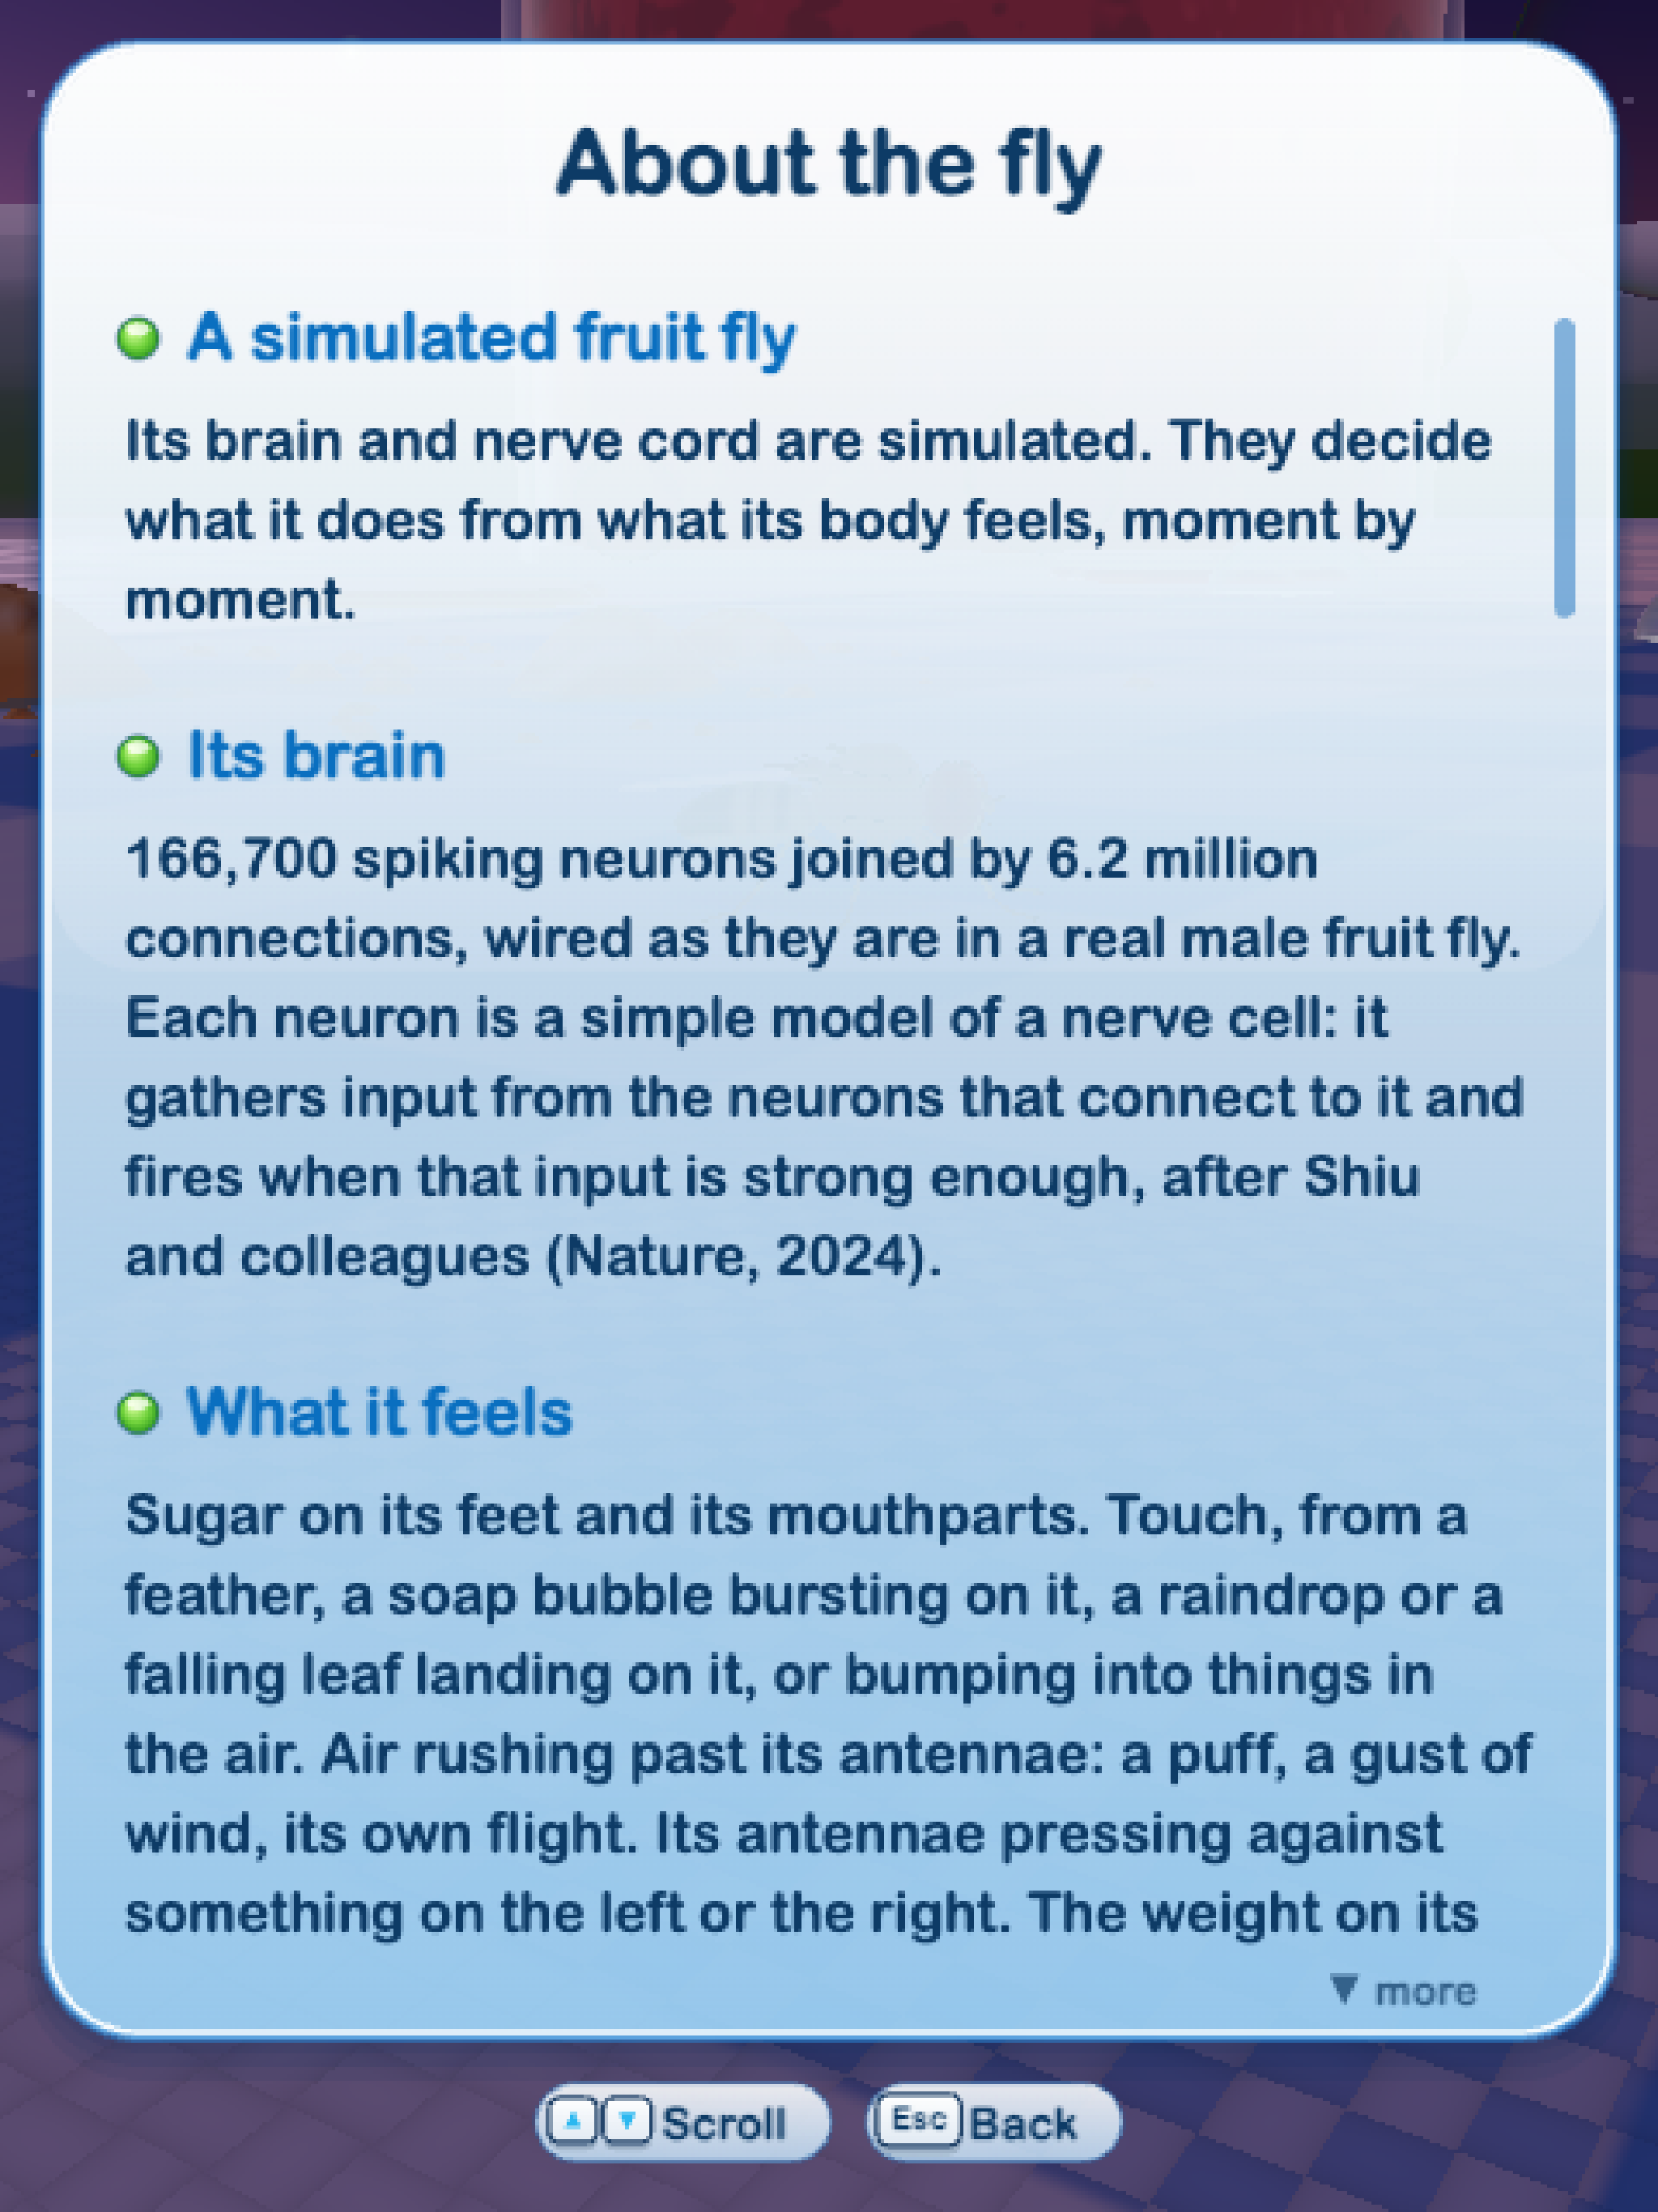 About the fly
A simulated fruit fly
Its brain and nerve cord are simulated. They decide
what it does from what its body feels, moment by
moment.
Its brain
166,700 spiking neurons joined by 6.2 million
connections, wired as they are in a real male fruit fly.
Each neuron is a simple model of a nerve cell: it
gathers input from the neurons that connect to it and
fires when that input is strong enough, after Shiu
and colleagues (Nature, 2024).
What it feels
Sugar on its feet and its mouthparts. Touch, from a
feather, a soap bubble bursting on it, a raindrop or a
falling leaf landing on it, or bumping into things in
the air. Air rushing past its antennae: a puff, a gust of
wind, its own flight. Its antennae pressing against
something on the left or the right. The weight on its
▼ more
▲ ▼ Scroll Esc Back